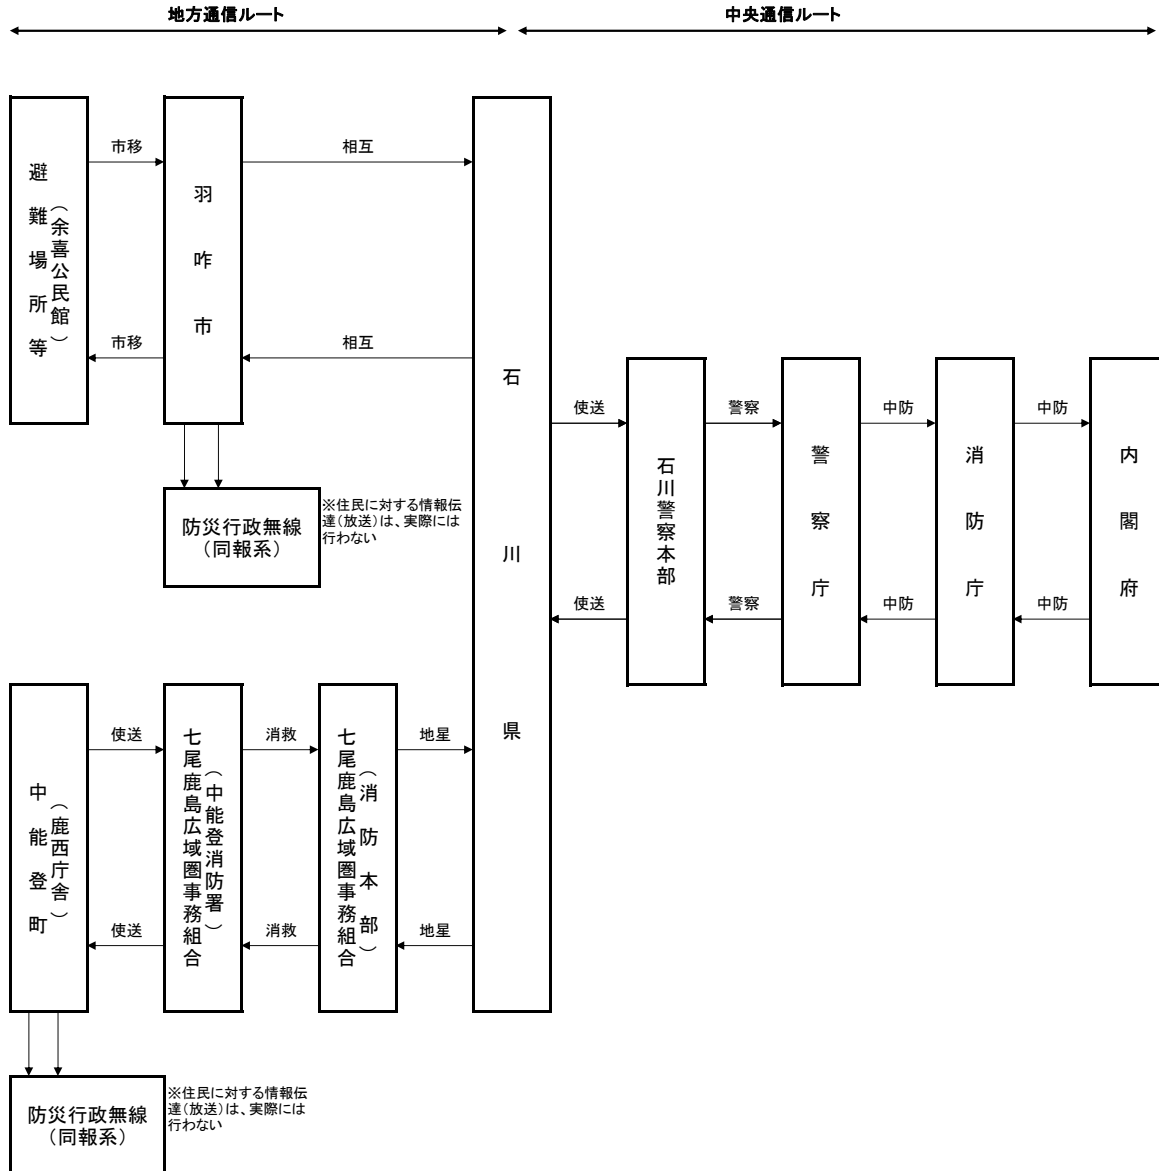 地方通信ルート
中央通信ルート
避難場所等
（余喜公民館）
市移
市移
羽咋市
相互
相互
防災行政無線
（同報系）
※住民に対する情報伝
達（放送）は、実際には
行わない
石川県
使送
使送
石川警察本部
警察
警察
警察庁
中防
中防
消防庁
中防
中防
内閣府
中能登町
（鹿西庁舎）
使送
使送
七尾鹿島広域圏事務組合
（中能登消防署）
消救
消救
七尾鹿島広域圏事務組合
（消防本部）
地星
地星
防災行政無線
（同報系）
※住民に対する情報伝
達（放送）は、実際には
行わない